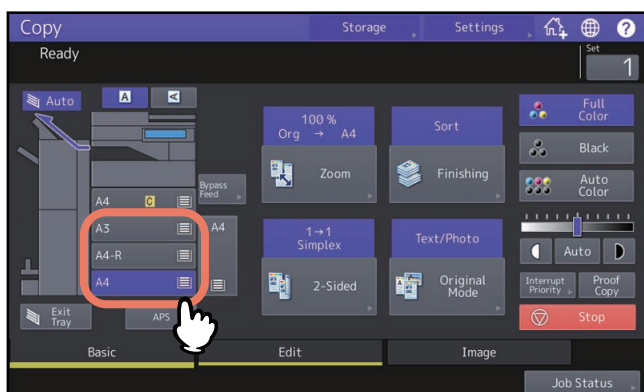 Copy
Storage
Settings
?
Ready
Set
1
Auto
A
A
100 %
Org → A4
Zoom
Sort
Finishing
Full
Color
Black
Auto
Color
Bypass
Feed
A4 C
A3
A4-R
A4
A4
1→1
Simplex
2-Sided
Text/Photo
Original
Mode
Auto
Interrupt
Priority
Proof
Copy
Exit
Tray
APS
Stop
Basic
Edit
Image
Job Status